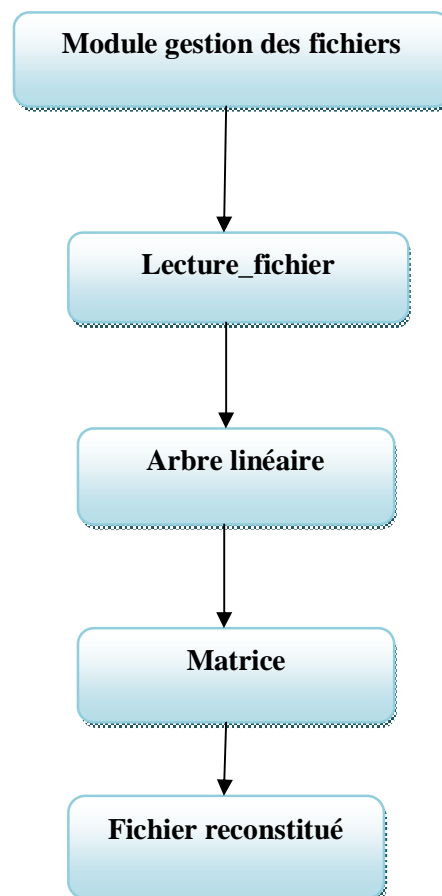 Module gestion des fichiers
Lecture_fichier
Arbre linéaire
Matrice
Fichier reconstitué